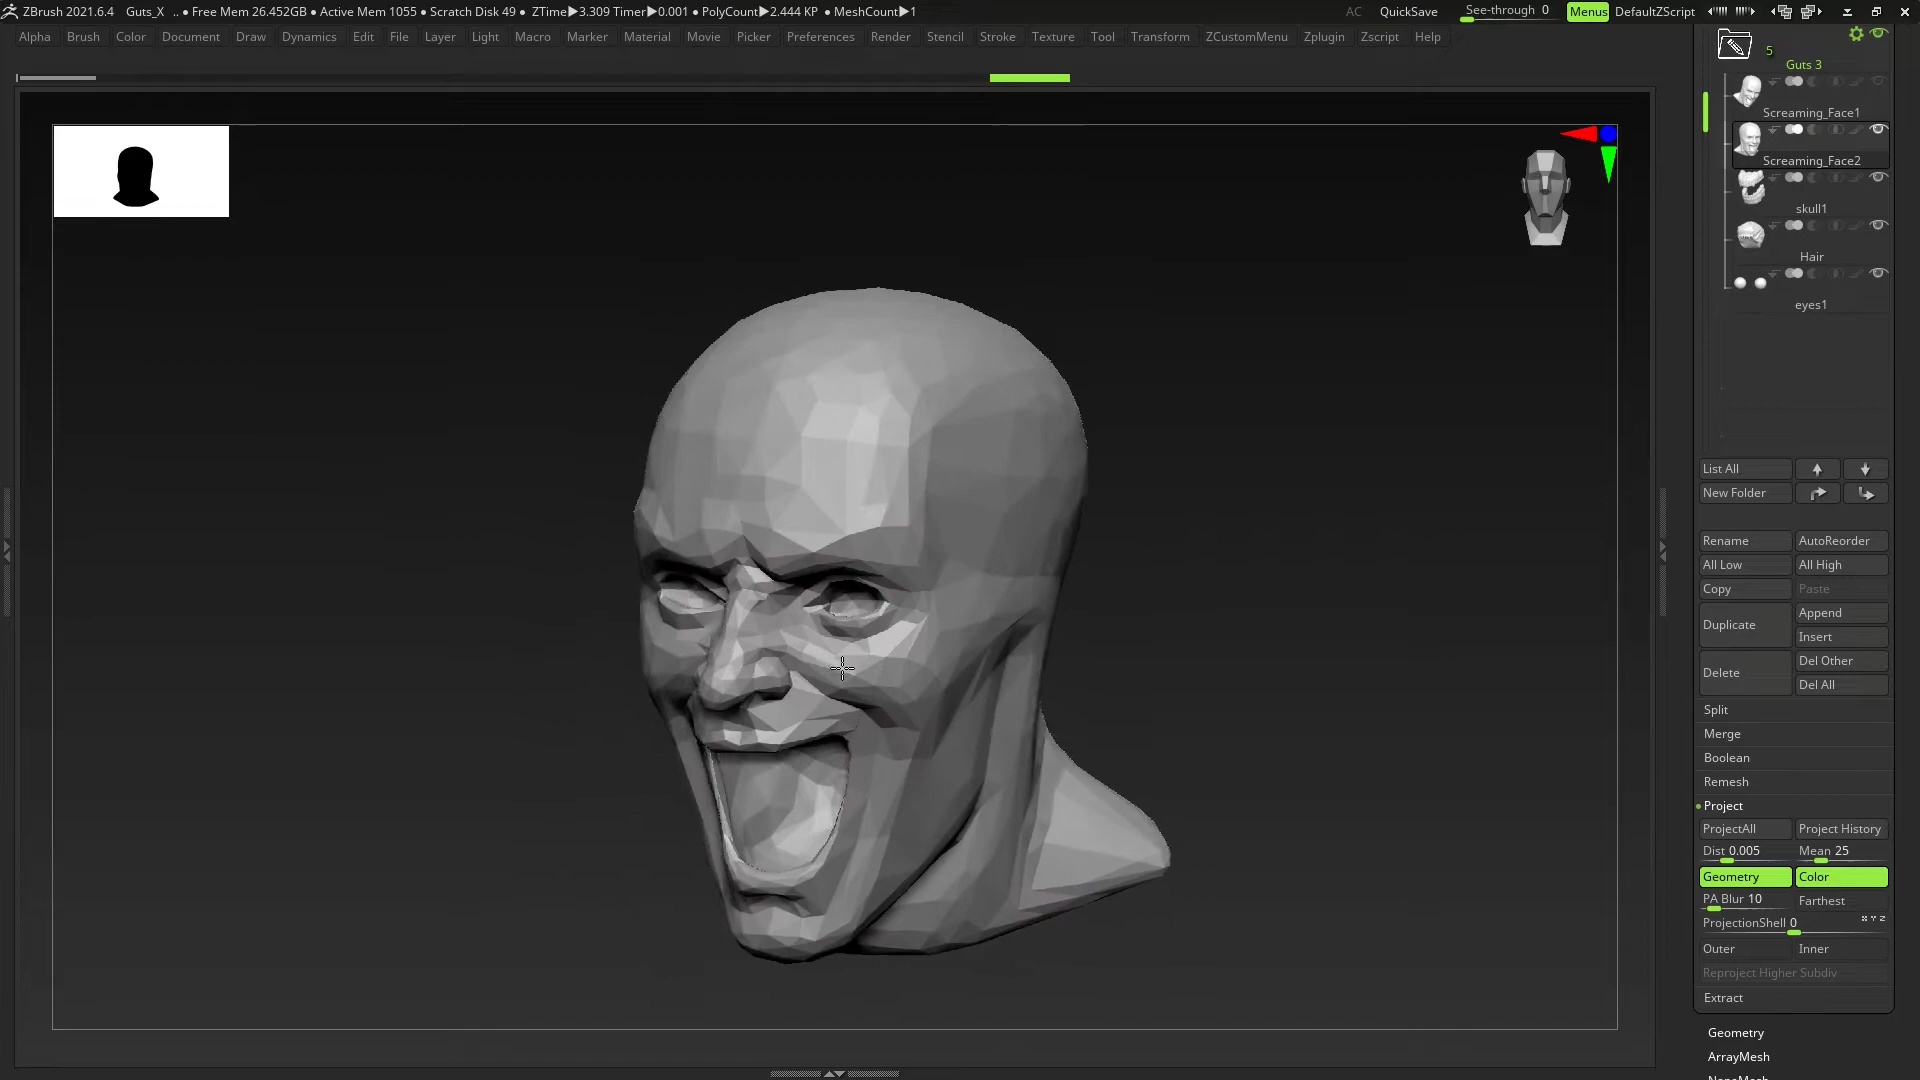 ZBrush 2021.6.4 Guts_X .. • Free Mem 26.452GB • Active Mem 1055 • Scratch Disk 49 • ZTime▶3.309 Timer▶0.001 • PolyCount▶2.444 KP • MeshCount▶1 AC QuickSave See-through 0 Menus DefaultZScript
Alpha Brush Color Document Draw Dynamics Edit File Layer Light Macro Marker Material Movie Picker Preferences Render Stencil Stroke Texture Tool Transform ZCustomMenu Zplugin Zscript Help
5
Guts 3
Screaming_Face1
Screaming_Face2
skull1
Hair
eyes1
List All
New Folder
Rename AutoReorder
All Low All High
Copy Paste
Duplicate Append
Insert
Delete Del Other
Del All
Split
Merge
Boolean
Remesh
Project
ProjectAll Project History
Dist 0.005 Mean 25
Geometry Color
PA Blur 10 Farthest
ProjectionShell 0 X Y Z
Outer Inner
Reproject Higher Subdiv
Extract
Geometry
ArrayMesh